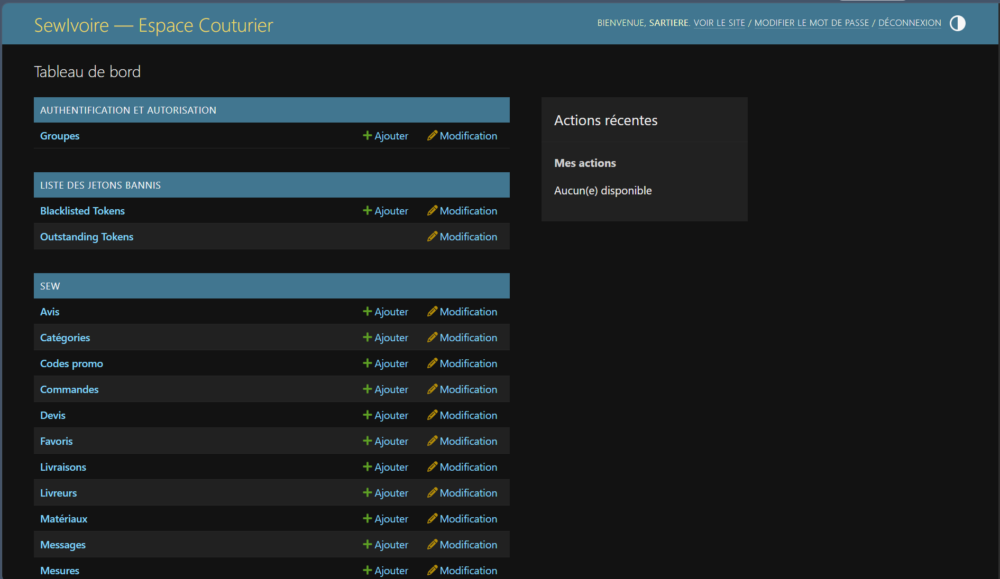 SewIvoire — Espace Couturier
BIENVENUE, SARTIERE. VOIR LE SITE / MODIFIER LE MOT DE PASSE / DÉCONNEXION
Tableau de bord
AUTHENTIFICATION ET AUTORISATION
Groupes Ajouter Modification
LISTE DES JETONS BANNIS
Blacklisted Tokens Ajouter Modification
Outstanding Tokens Modification
SEW
Avis Ajouter Modification
Catégories Ajouter Modification
Codes promo Ajouter Modification
Commandes Ajouter Modification
Devis Ajouter Modification
Favoris Ajouter Modification
Livraisons Ajouter Modification
Livreurs Ajouter Modification
Matériaux Ajouter Modification
Messages Ajouter Modification
Mesures Ajouter Modification
Actions récentes
Mes actions
Aucun(e) disponible